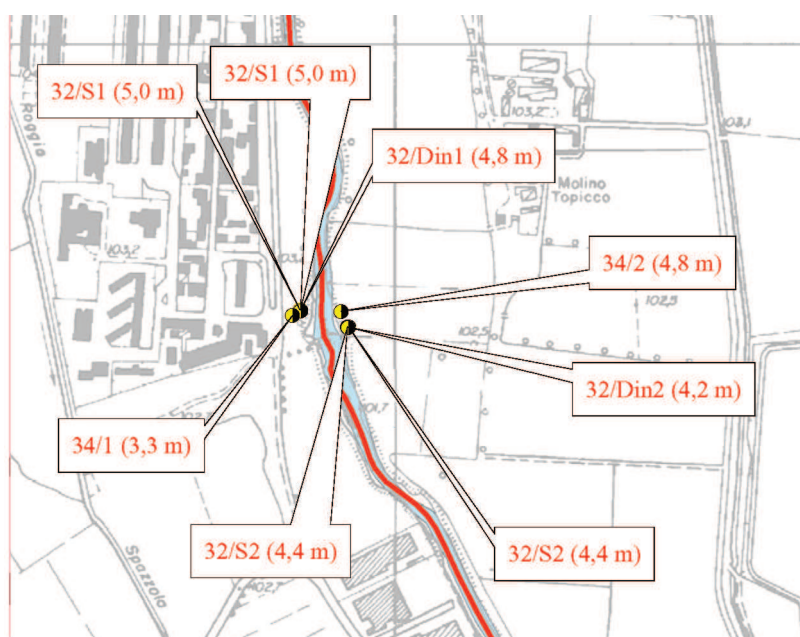 32/S1 (5,0 m)
32/S1 (5,0 m)
Roggia
103,2
103,1
32/Din1 (4,8 m)
Molino
Topicco
103,2
34/2 (4,8 m)
102,5
102,5
32/Din2 (4,2 m)
34/1 (3,3 m)
32/S2 (4,4 m)
32/S2 (4,4 m)
Spazzola